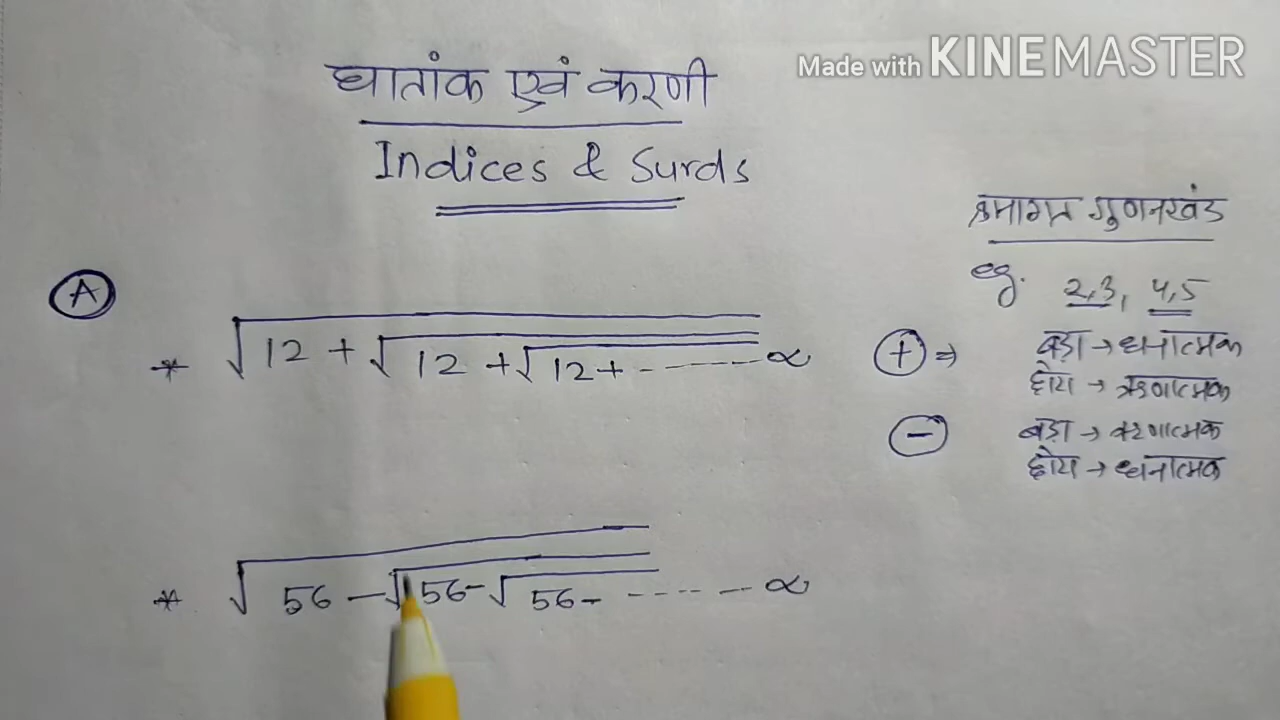 Made with KINEMASTER
घातांक एवं करणी
Indices & Surds
क्रमागत गुणनखंड
eg. 2,3, 4,5
A
* √12 + √12 + √12 + ------- ∝
+ ⇒ बड़ा → धनात्मक
छोटा → ऋणात्मक
- बड़ा → ऋणात्मक
छोटा → धनात्मक
* √56 - √56 - √56 - ------- ∝